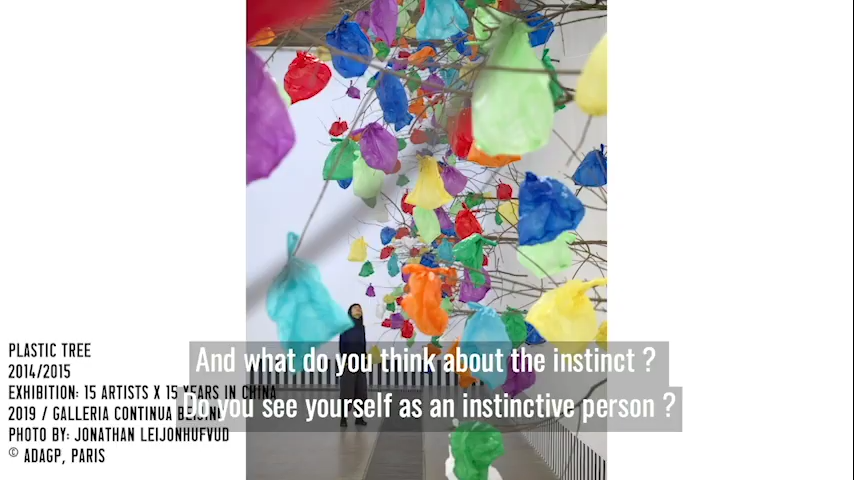 PLASTIC TREE
2014/2015
EXHIBITION: 15 ARTISTS X 15 YEARS IN CHINA
2019 / GALLERIA CONTINUA BEIJING
PHOTO BY: JONATHAN LEIJONHUFVUD
© ADAGP, PARIS
And what do you think about the instinct ?
Do you see yourself as an instinctive person ?